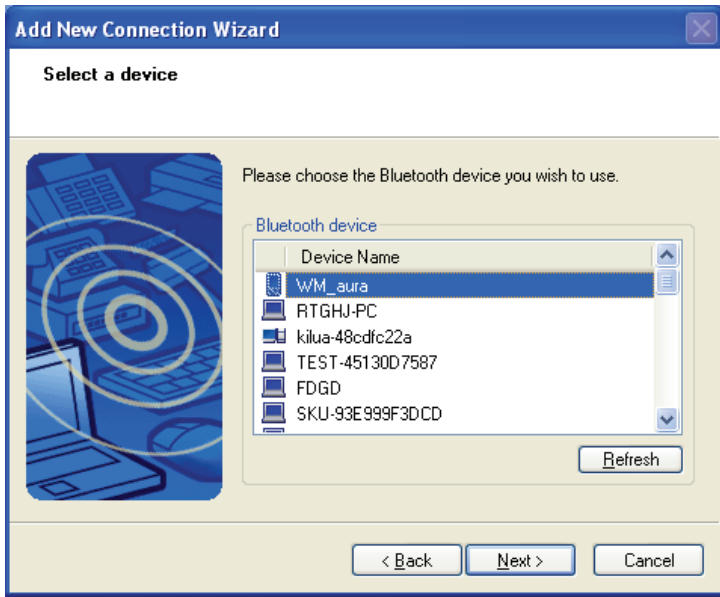 Add New Connection Wizard
Select a device
Please choose the Bluetooth device you wish to use.
Bluetooth device
Device Name
WM_aura
RTGHJ-PC
kilua-48cdfc22a
TEST-45130D7587
FDGD
SKU-93E999F3DCD
Refresh
< Back Next > Cancel